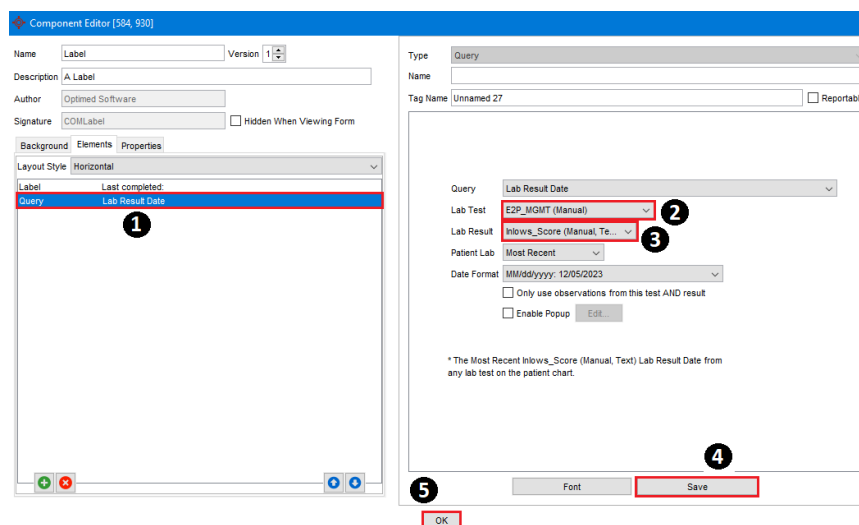 Component Editor [584, 930]
Name Label Version 1
Description A Label
Author Optimed Software
Signature COMLabel Hidden When Viewing Form
Background Elements Properties
Layout Style Horizontal
Label Last completed:
Query Lab Result Date
1
Type Query
Name
Tag Name Unnamed 27 Reportabl
Query Lab Result Date
Lab Test E2P_MGMT (Manual) 2
Lab Result Inlows_Score (Manual, Te... 3
Patient Lab Most Recent
Date Format MM/dd/yyyy: 12/05/2023
Only use observations from this test AND result
Enable Popup Edit...
* The Most Recent Inlows_Score (Manual, Text) Lab Result Date from
any lab test on the patient chart.
4
Font Save
5
OK